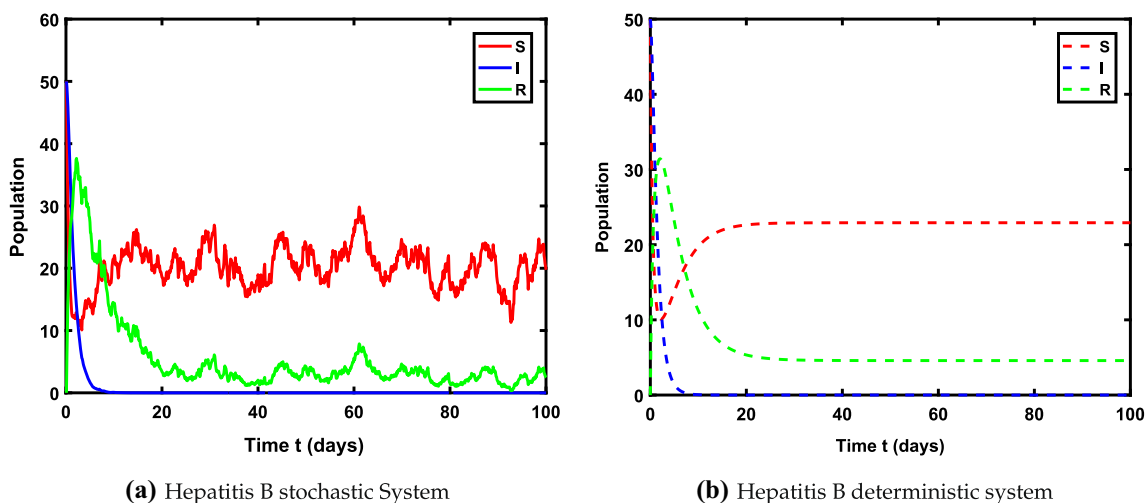 60
50
40
30
20
10
0
Population
0 20 40 60 80 100
Time t (days)
S
I
R
(a) Hepatitis B stochastic System
50
40
30
20
10
0
Population
0 20 40 60 80 100
Time t (days)
S
I
R
(b) Hepatitis B deterministic system